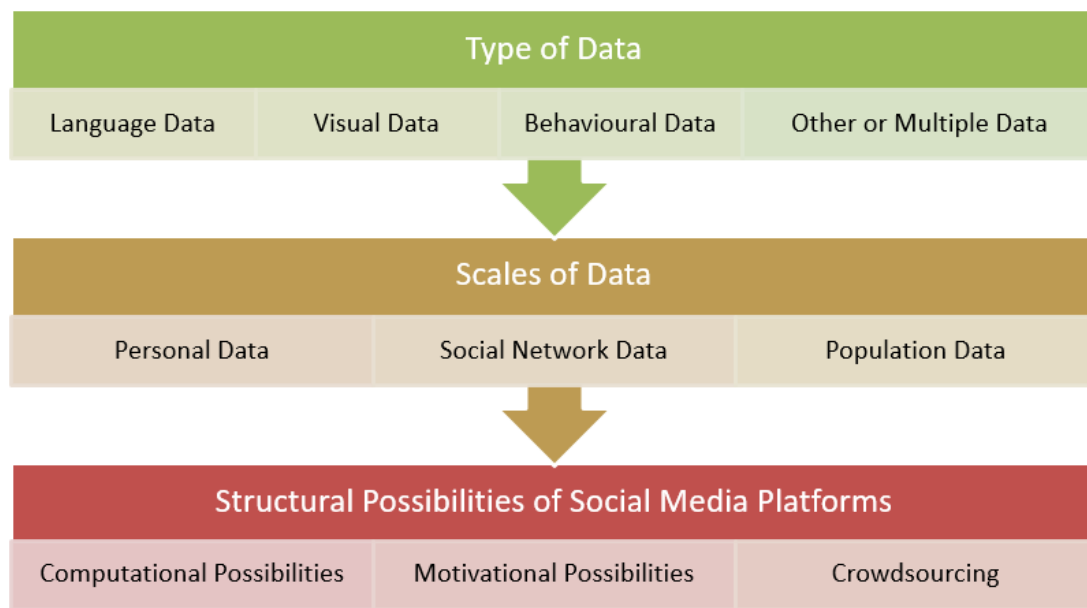 Type of Data
Language Data
Visual Data
Behavioural Data
Other or Multiple Data
Scales of Data
Personal Data
Social Network Data
Population Data
Structural Possibilities of Social Media Platforms
Computational Possibilities
Motivational Possibilities
Crowdsourcing